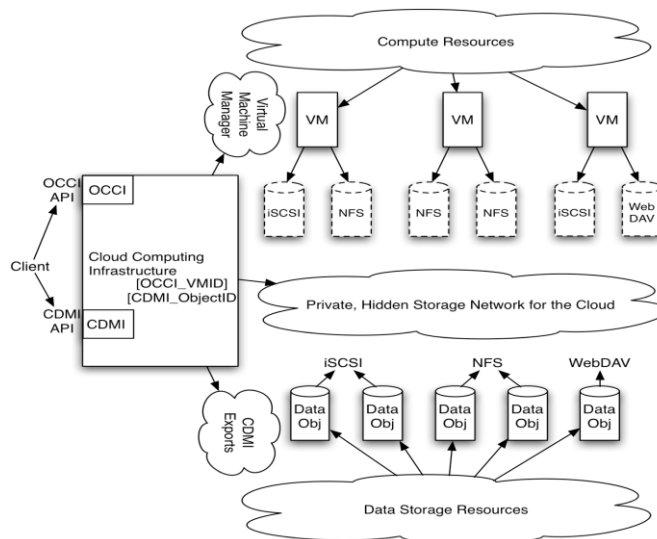 Compute Resources
Virtual
Machine
Manager
VM
VM
VM
OCCI
API
OCCI
iSCSI
NFS
NFS
NFS
iSCSI
Web
DAV
Client
Cloud Computing
Infrastructure
[OCCI_VMID]
[CDMI_ObjectID
Private, Hidden Storage Network for the Cloud
CDMI
API
CDMI
iSCSI
NFS
WebDAV
CDMI
Exports
Data
Obj
Data
Obj
Data
Obj
Data
Obj
Data
Obj
Data Storage Resources